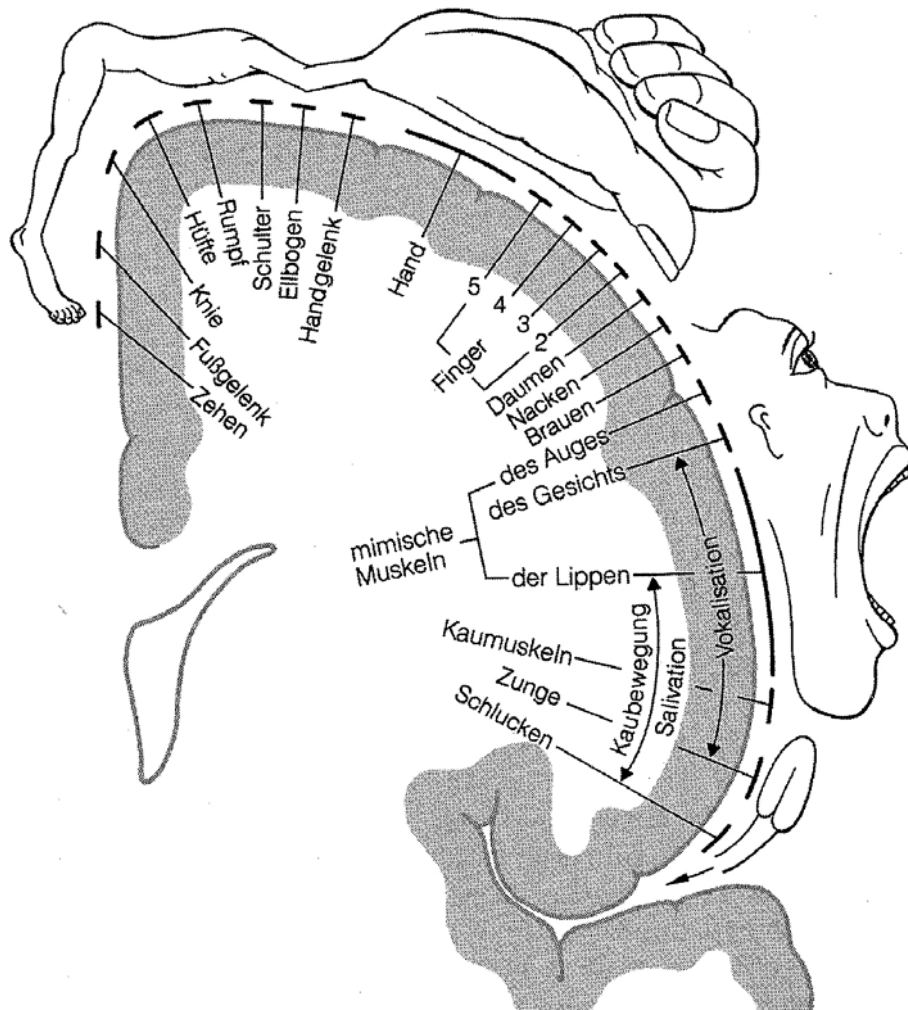 Zehen
Fußgelenk
Knie
Hüfte
Rumpf
Schulter
Ellbogen
Handgelenk
Hand
5
4
3
2
Finger
Daumen
Nacken
Brauen
des Auges
des Gesichts
mimische
Muskeln
der Lippen
Kaumuskeln
Zunge
Schlucken
Kaubewegung
Salivation
Vokalisation